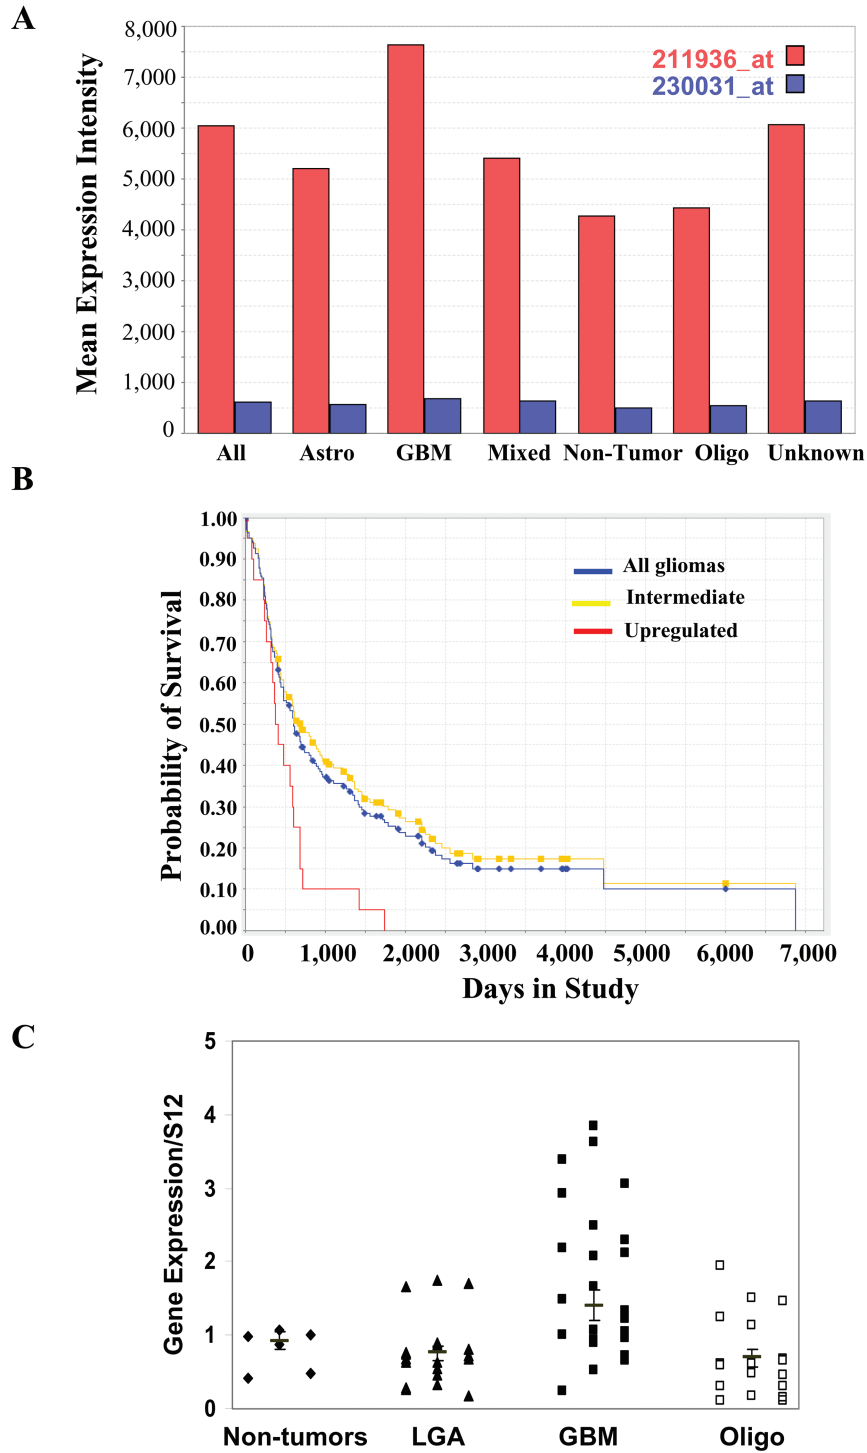 A
Mean Expression Intensity
8,000
7,000
6,000
5,000
4,000
3,000
2,000
1,000
0
211936_at
230031_at
All Astro GBM Mixed Non-Tumor Oligo Unknown
B
Probability of Survival
1.00
0.90
0.80
0.70
0.60
0.50
0.40
0.30
0.20
0.10
0.00
All gliomas
Intermediate
Upregulated
0 1,000 2,000 3,000 4,000 5,000 6,000 7,000
Days in Study
C
Gene Expression/S12
5
4
3
2
1
0
Non-tumors LGA GBM Oligo